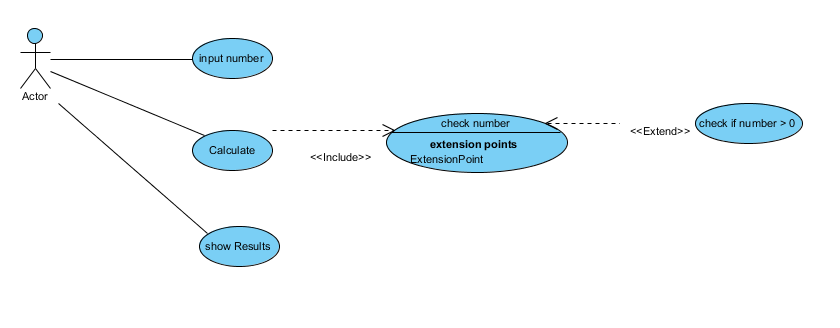 Actor
input number
Calculate
show Results
<<Include>>
check number
extension points
ExtensionPoint
<<Extend>>
check if number > 0